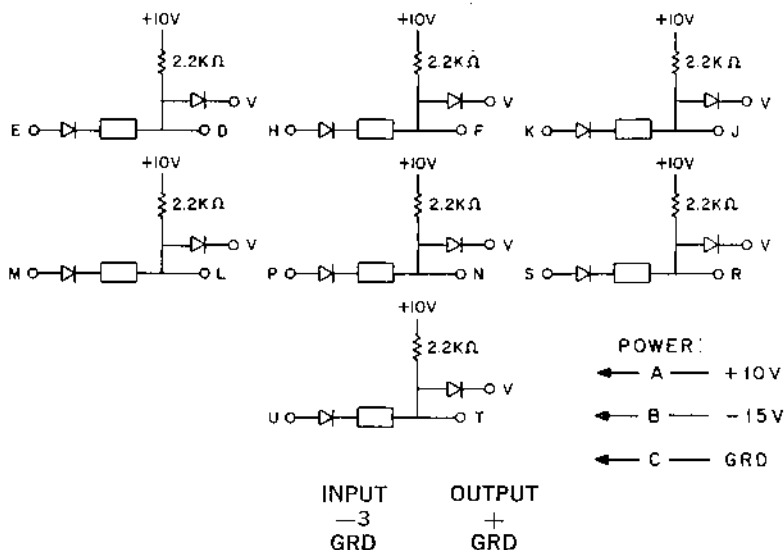 +10V +10V +10V
2.2KΩ 2.2KΩ 2.2KΩ
V V V
E D H F K J
+10V +10V +10V
2.2KΩ 2.2KΩ 2.2KΩ
V V V
M L P N S R
+10V
2.2KΩ
V
U T
POWER:
A +10V
B -15V
C GRD
INPUT OUTPUT
-3 +
GRD GRD